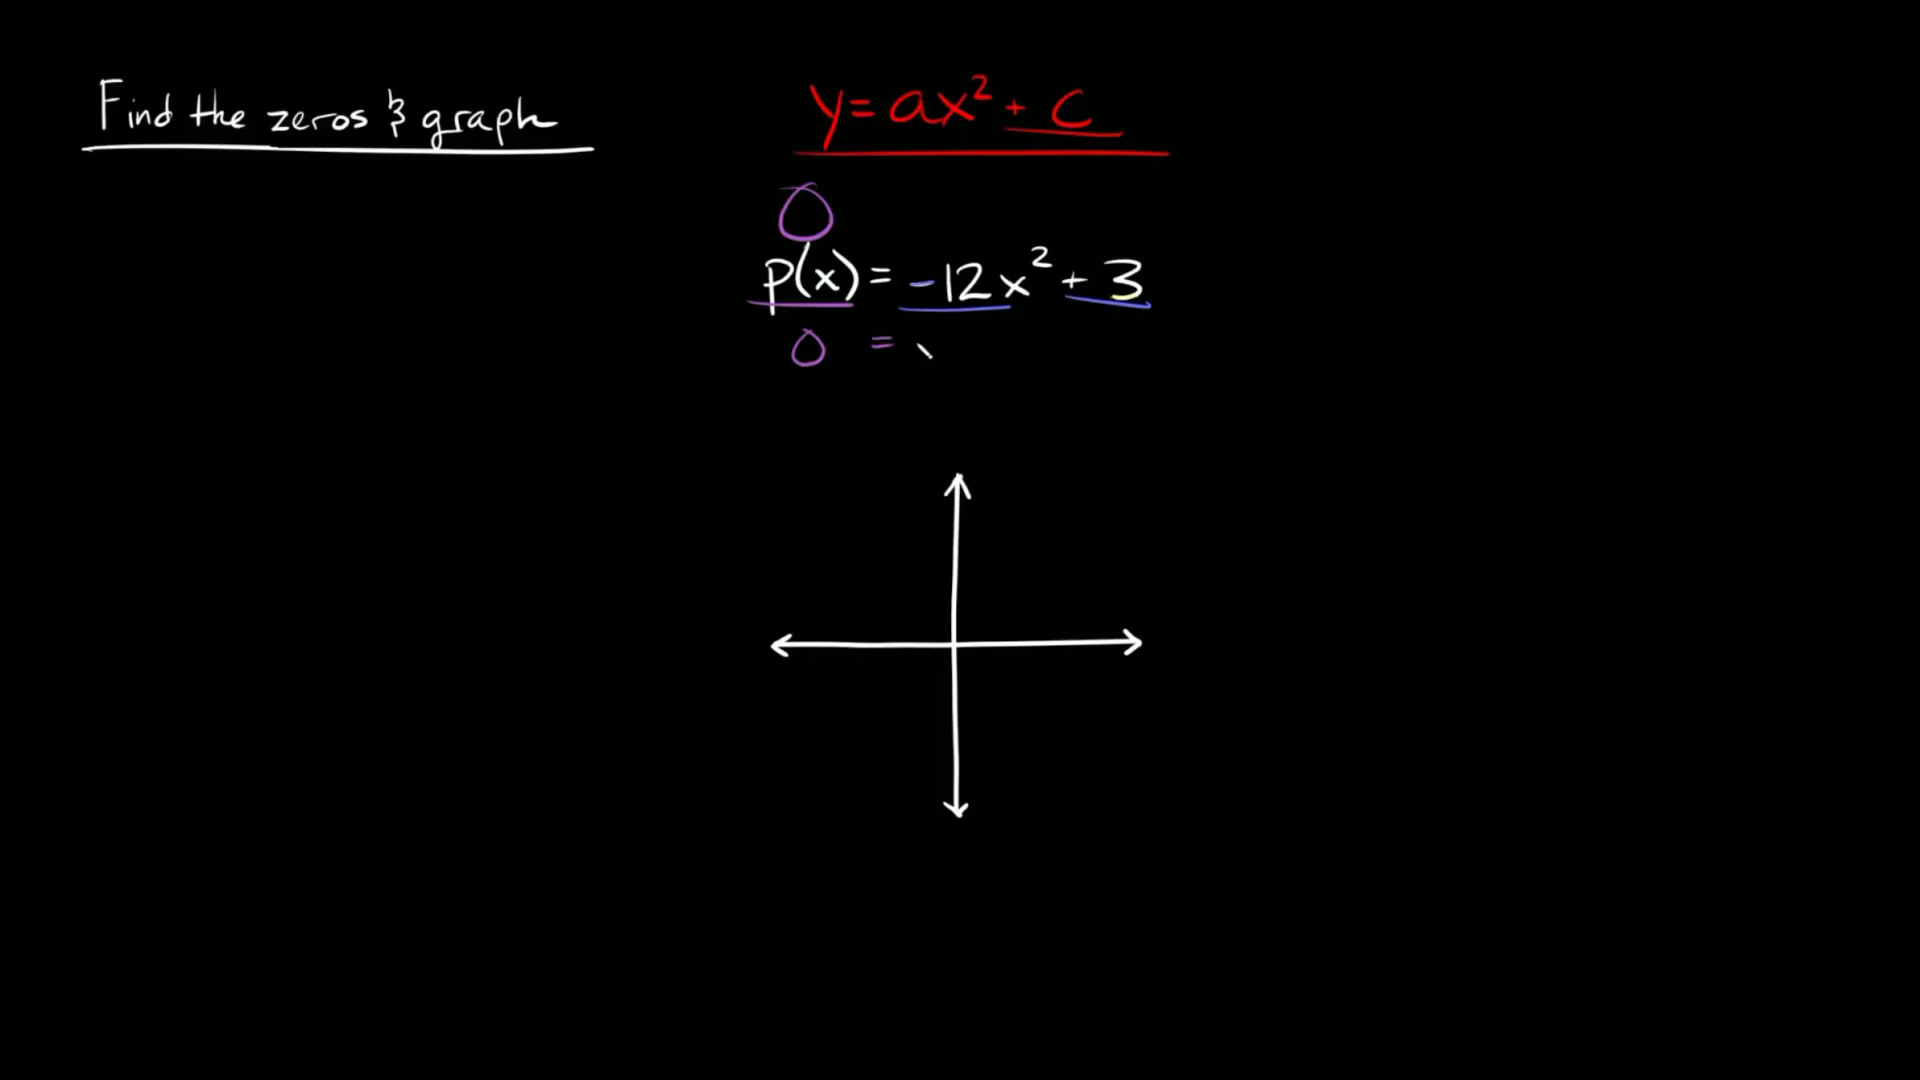 Find the zeros & graph
y=ax²+ c
0
p(x)= -12x²+ 3
0 =